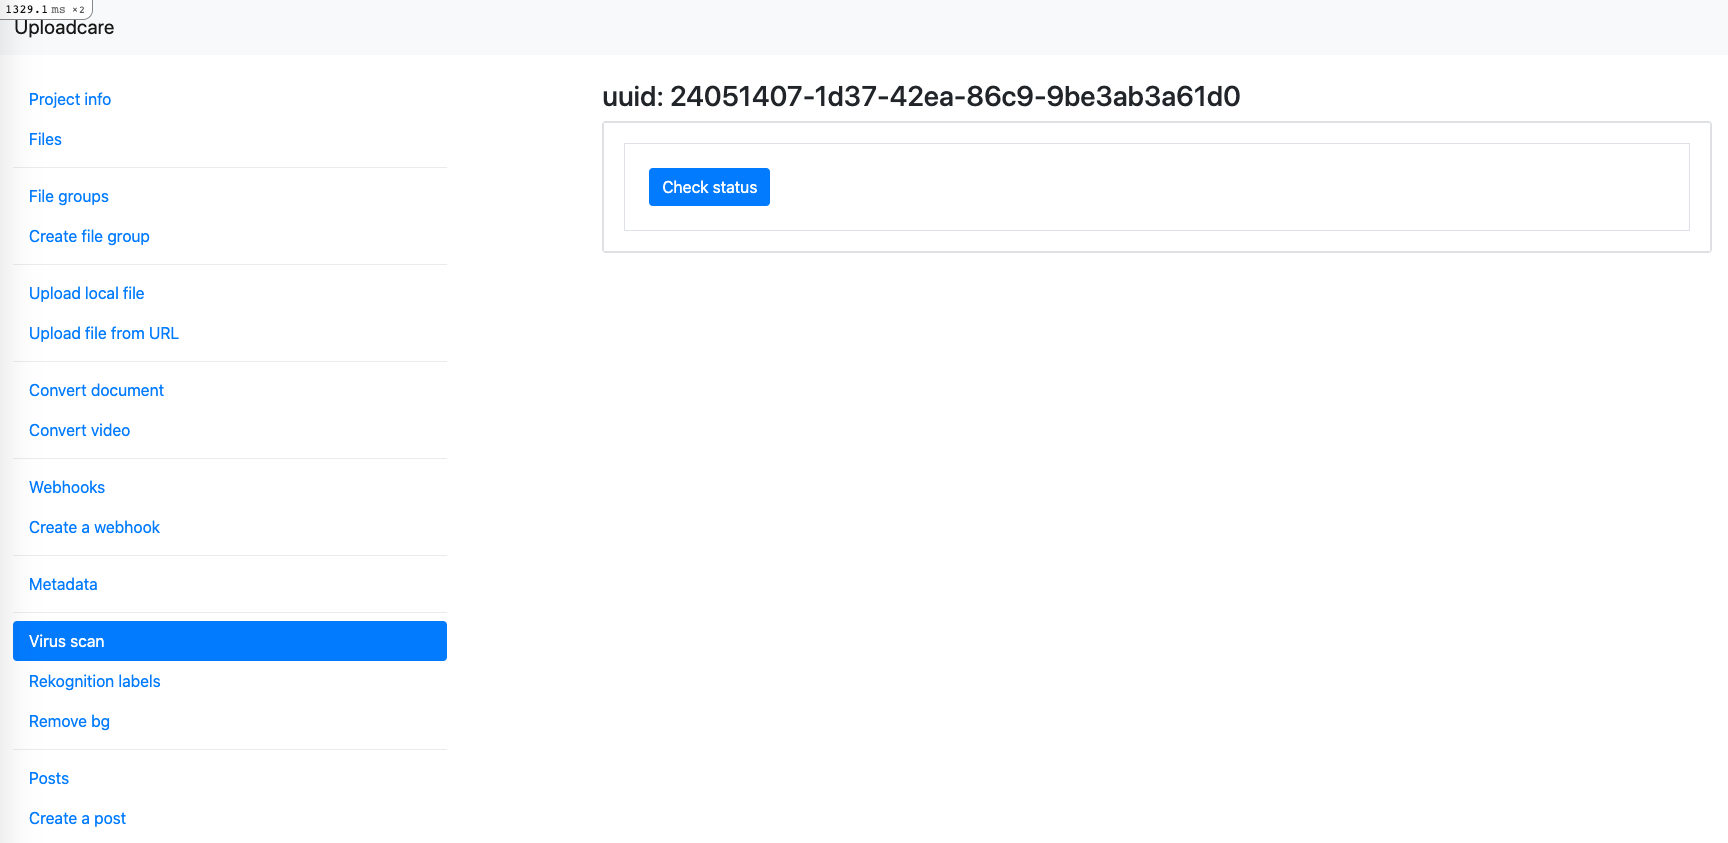 1329.1 ms ×2
Uploadcare
Project info
Files
File groups
Create file group
Upload local file
Upload file from URL
Convert document
Convert video
Webhooks
Create a webhook
Metadata
Virus scan
Rekognition labels
Remove bg
Posts
Create a post
uuid: 24051407-1d37-42ea-86c9-9be3ab3a61d0
Check status